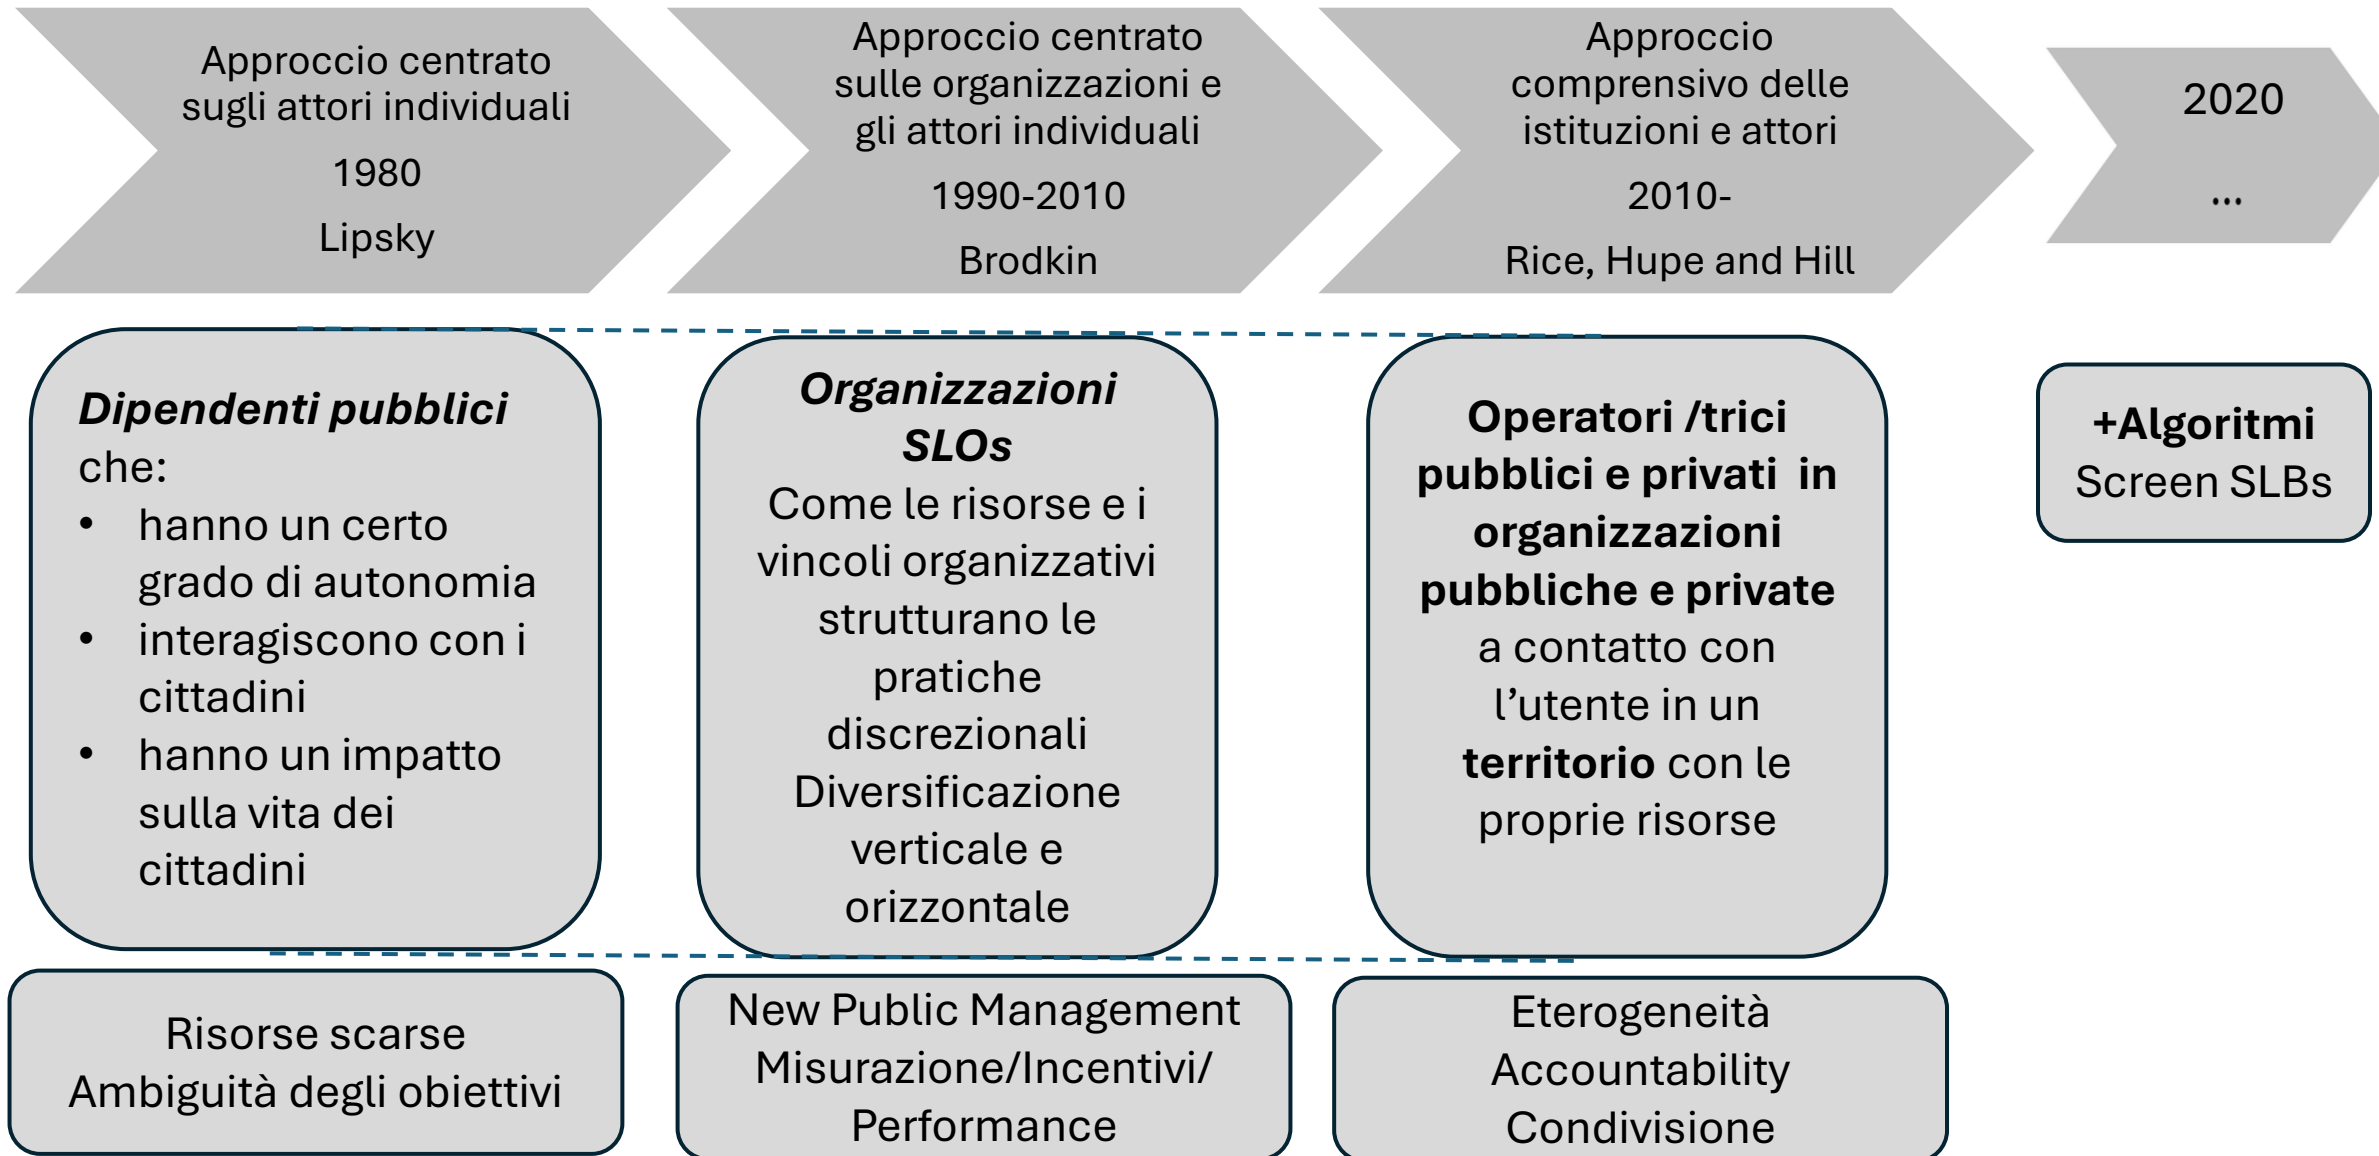 Approccio centrato
sugli attori individuali
1980
Lipsky
Approccio centrato
sulle organizzazioni e
gli attori individuali
1990-2010
Brodkin
Approccio
comprensivo delle
istituzioni e attori
2010-
Rice, Hupe and Hill
2020
...
Dipendenti pubblici
che:
• hanno un certo
grado di autonomia
• interagiscono con i
cittadini
• hanno un impatto
sulla vita dei
cittadini
Organizzazioni
SLOs
Come le risorse e i
vincoli organizzativi
strutturano le
pratiche
discrezionali
Diversificazione
verticale e
orizzontale
Operatori /trici
pubblici e privati in
organizzazioni
pubbliche e private
a contatto con
l’utente in un
territorio con le
proprie risorse
+Algoritmi
Screen SLBs
Risorse scarse
Ambiguità degli obiettivi
New Public Management
Misurazione/Incentivi/
Performance
Eterogeneità
Accountability
Condivisione